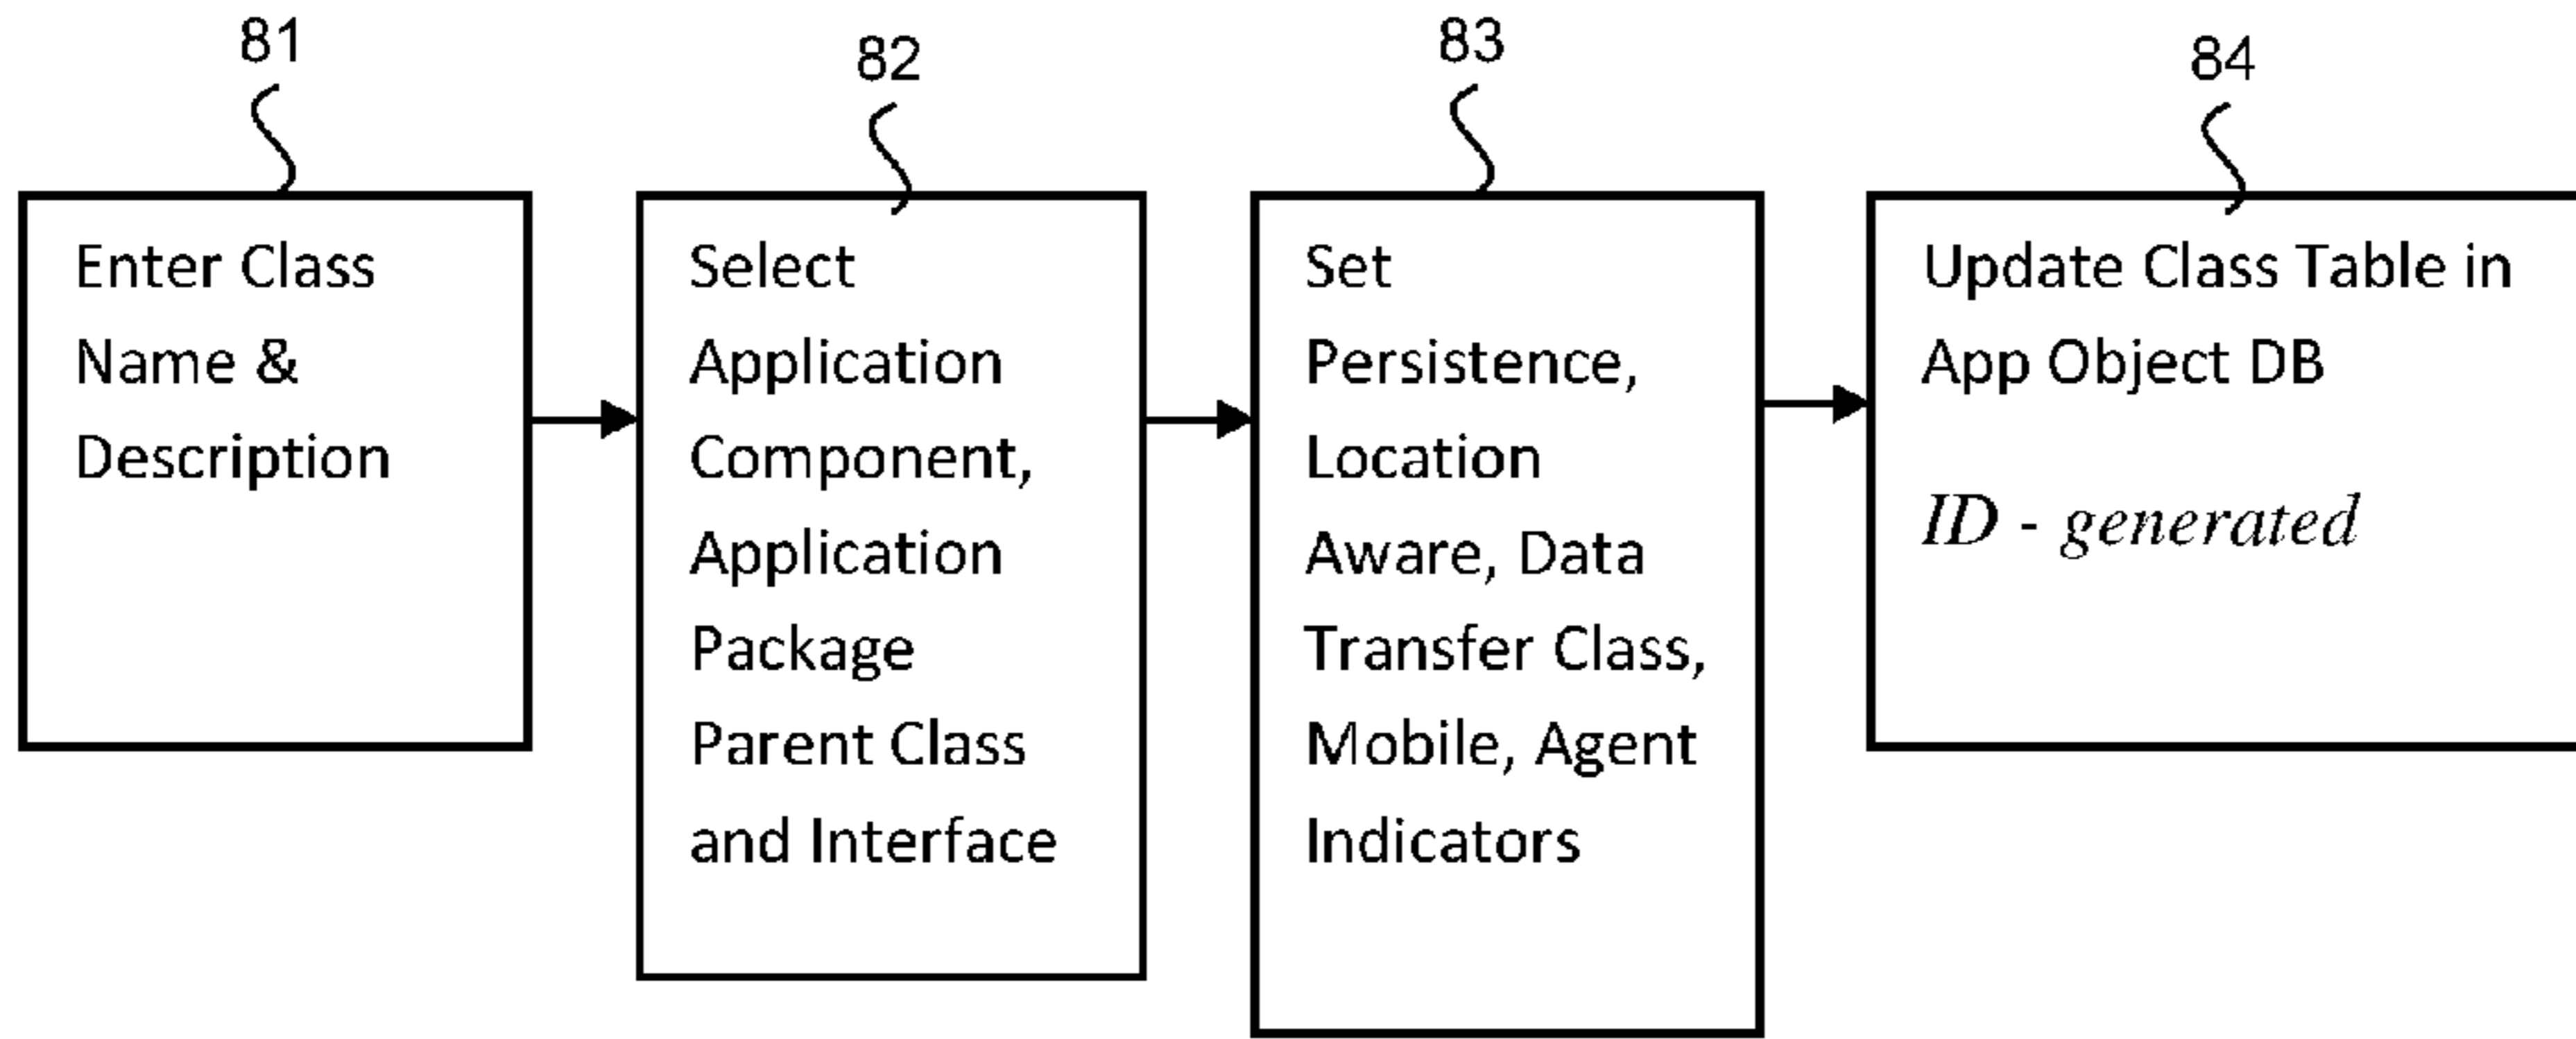 81
82
83
84
Enter Class
Name &
Description
Select
Application
Component,
Application
Package
Parent Class
and Interface
Set
Persistence,
Location
Aware, Data
Transfer Class,
Mobile, Agent
Indicators
Update Class Table in
App Object DB
ID - generated